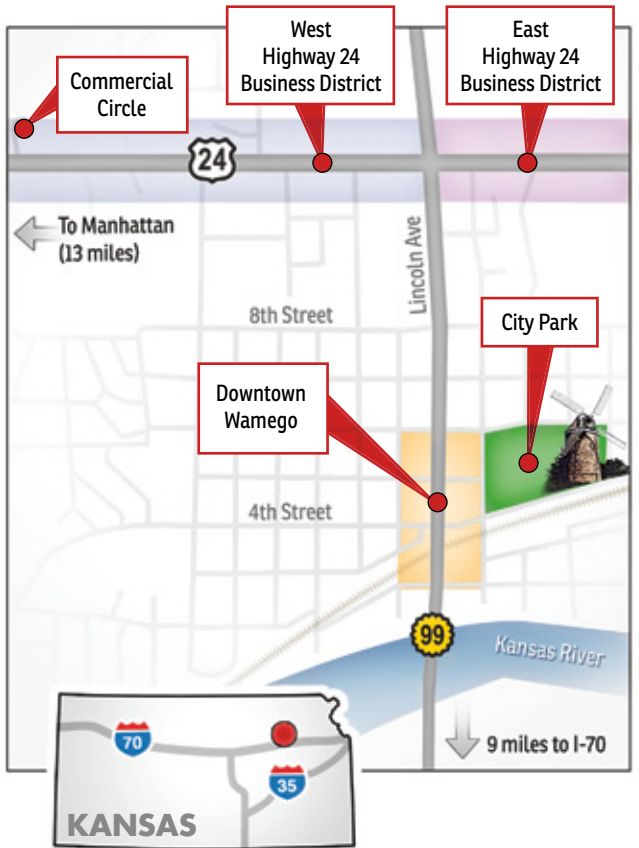 West
Highway 24
Business District
East
Highway 24
Business District
Commercial
Circle
24
To Manhattan
(13 miles)
Lincoln Ave
8th Street
City Park
Downtown
Wamego
4th Street
99
Kansas River
9 miles to I-70
70
35
KANSAS